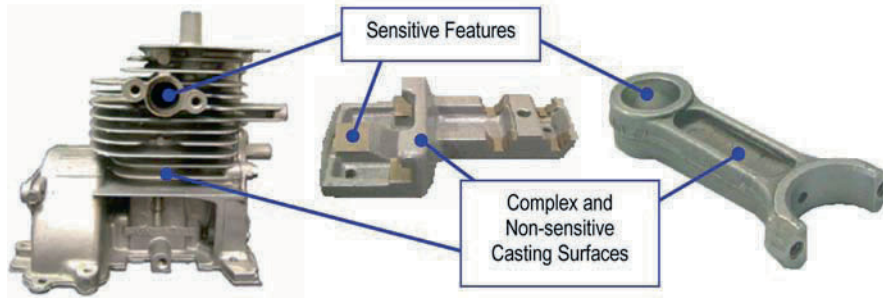 Sensitive Features
Complex and
Non-sensitive
Casting Surfaces